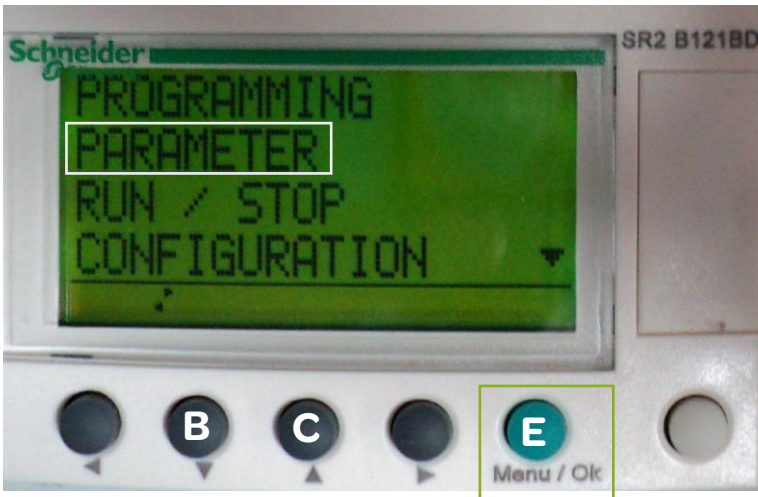 Schneider
SR2 B121BD
PROGRAMMING
PARAMETER
RUN / STOP
CONFIGURATION
B
C
E
Menu / Ok